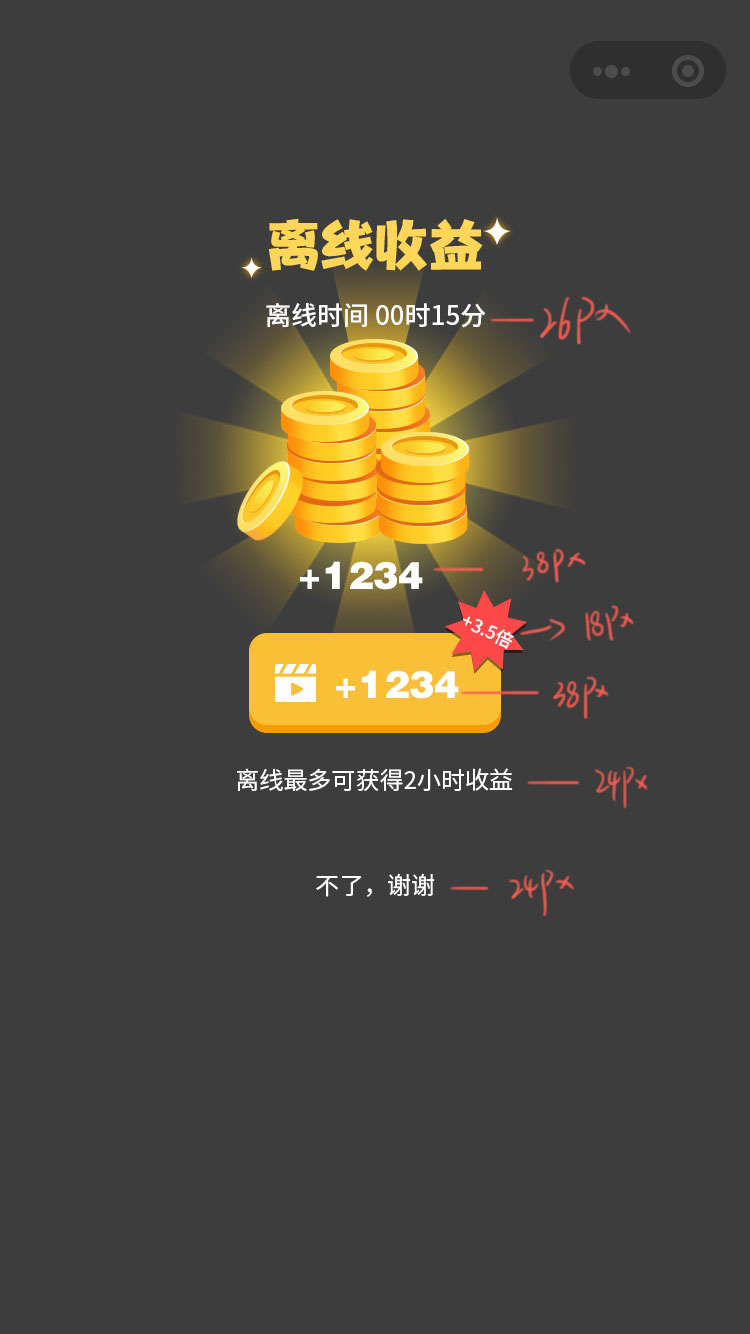 离线收益
离线时间 00时15分
26px
+1234
38px
+3.5倍
18px
+1234
38px
离线最多可获得2小时收益
24px
不了，谢谢
24px